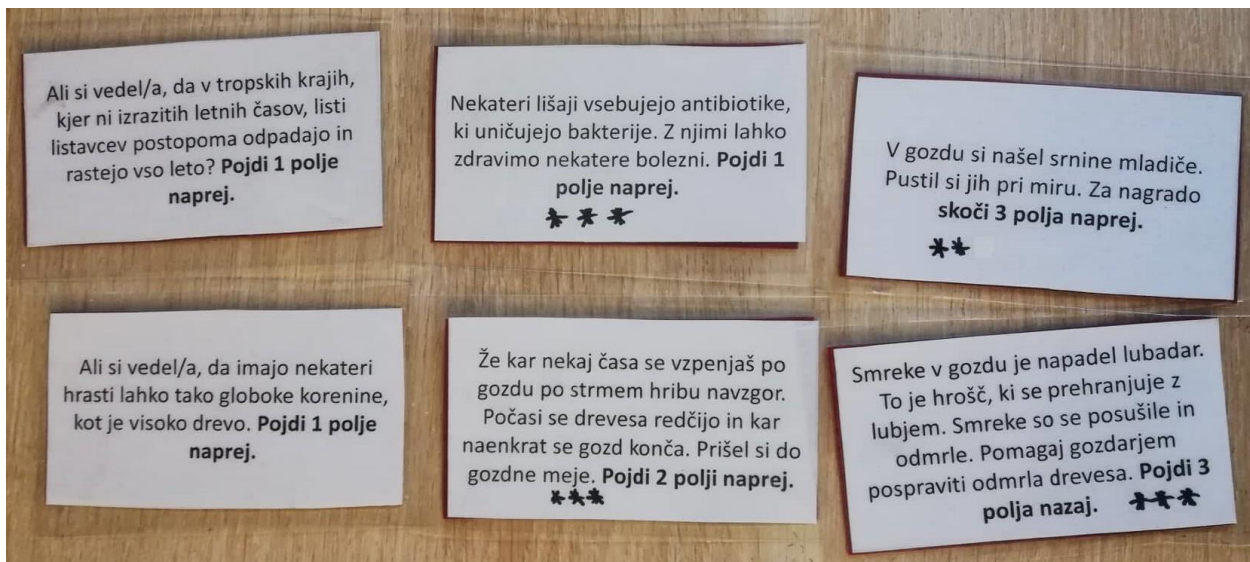 Ali si vedel/a, da v tropskih krajih,
kjer ni izrazitih letnih časov, listi
listavcev postopoma odpadajo in
rastejo vso leto? Pojdi 1 polje
naprej.
Nekateri lišaji vsebujejo antibiotike,
ki uničujejo bakterije. Z njimi lahko
zdravimo nekatere bolezni. Pojdi 1
polje naprej.
***
V gozdu si našel srnine mladiče.
Pustil si jih pri miru. Za nagrado
skoči 3 polja naprej.
**
Ali si vedel/a, da imajo nekateri
hrasti lahko tako globoke korenine,
kot je visoko drevo. Pojdi 1 polje
naprej.
Že kar nekaj časa se vzpenjaš po
gozdu po strmem hribu navzgor.
Počasi se drevesa redčijo in kar
naenkrat se gozd konča. Prišel si do
gozdne meje. Pojdi 2 polji naprej.
***
Smreke v gozdu je napadel lubadar.
To je hrošč, ki se prehranjuje z
lubjem. Smreke so se posušile in
odmrle. Pomagaj gozdarjem
pospraviti odmrla drevesa. Pojdi 3
polja nazaj. ***